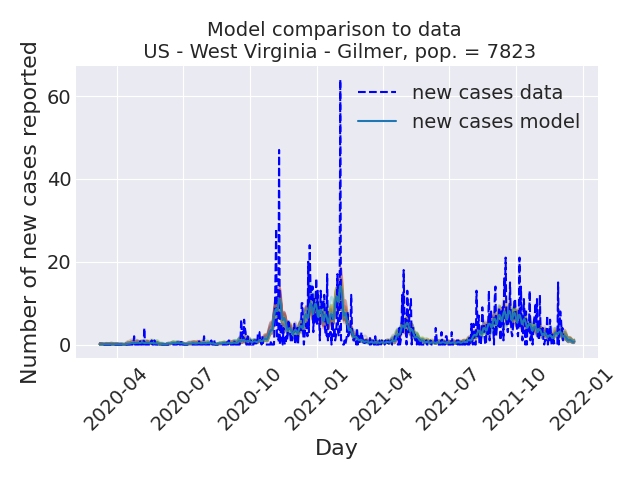 Model comparison to data
US - West Virginia - Gilmer, pop. = 7823
Number of new cases reported
60
40
20
0
new cases data
new cases model
2020-04
2020-07
2020-10
2021-01
2021-04
2021-07
2021-10
2022-01
Day